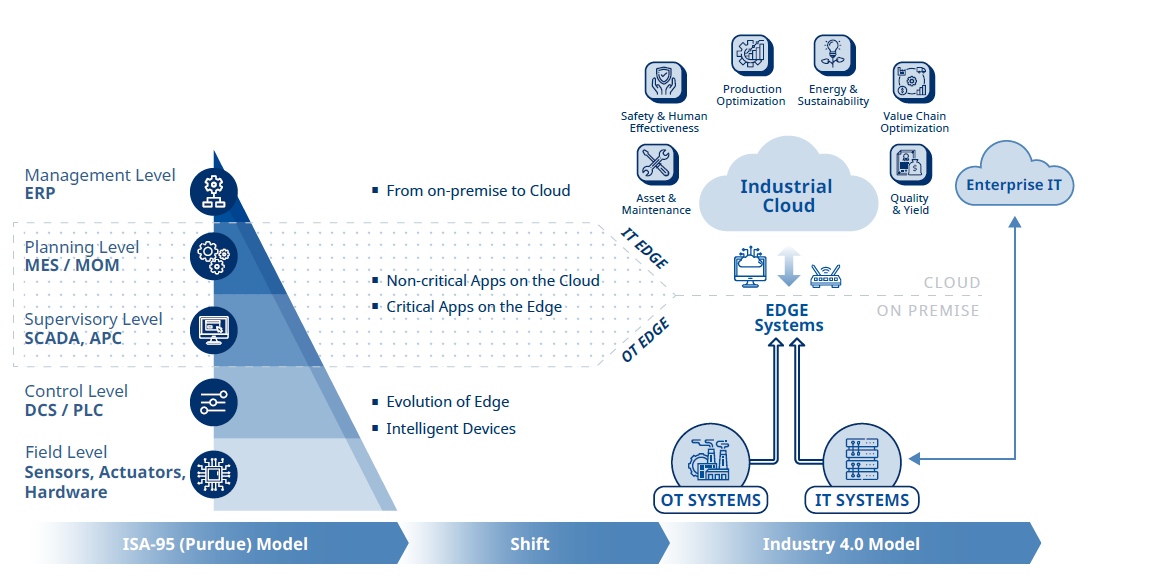 Management Level
ERP
Planning Level
MES / MOM
Supervisory Level
SCADA, APC
Control Level
DCS / PLC
Field Level
Sensors, Actuators,
Hardware
From on-premise to Cloud
Non-critical Apps on the Cloud
Critical Apps on the Edge
Evolution of Edge
Intelligent Devices
IT EDGE
OT EDGE
Safety & Human
Effectiveness
Production
Optimization
Energy &
Sustainability
Value Chain
Optimization
Asset &
Maintenance
Industrial
Cloud
Quality
& Yield
Enterprise IT
CLOUD
ON PREMISE
EDGE
Systems
OT SYSTEMS
IT SYSTEMS
ISA-95 (Purdue) Model
Shift
Industry 4.0 Model